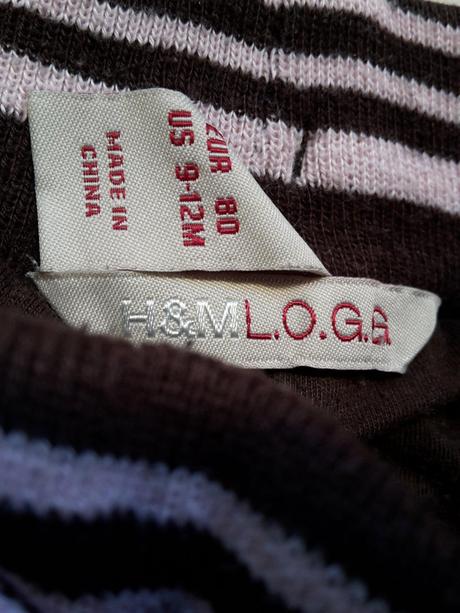 EUR 80
US 9-12M
MADE IN
CHINA
H&M L.O.G.G.